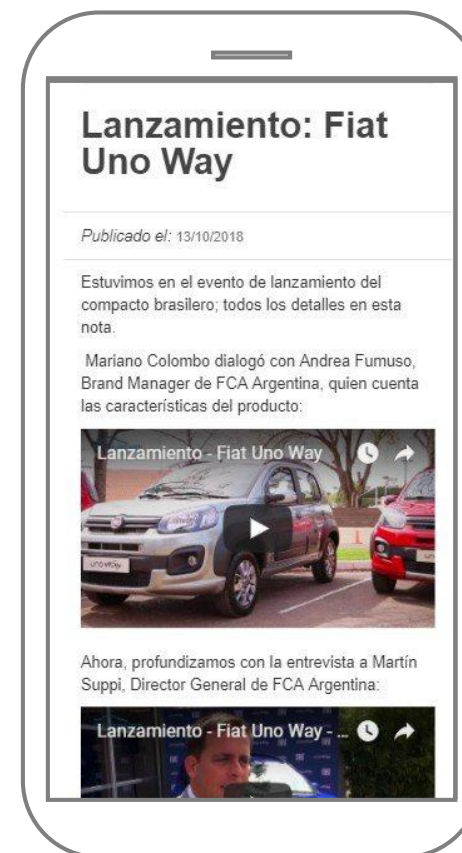 Lanzamiento: Fiat
Uno Way
Publicado el: 13/10/2018
Estuvimos en el evento de lanzamiento del
compacto brasilero; todos los detalles en esta
nota.
Mariano Colombo dialogó con Andrea Fumuso,
Brand Manager de FCA Argentina, quien cuenta
las características del producto:
Lanzamiento - Fiat Uno Way
uno way
Ahora, profundizamos con la entrevista a Martín
Suppi, Director General de FCA Argentina:
Lanzamiento - Fiat Uno Way - ...